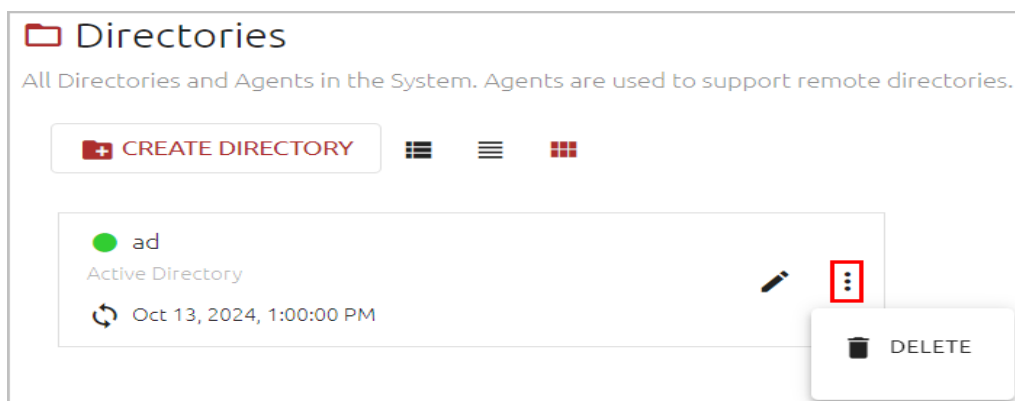 Directories
All Directories and Agents in the System. Agents are used to support remote directories.
CREATE DIRECTORY
ad
Active Directory
Oct 13, 2024, 1:00:00 PM
DELETE